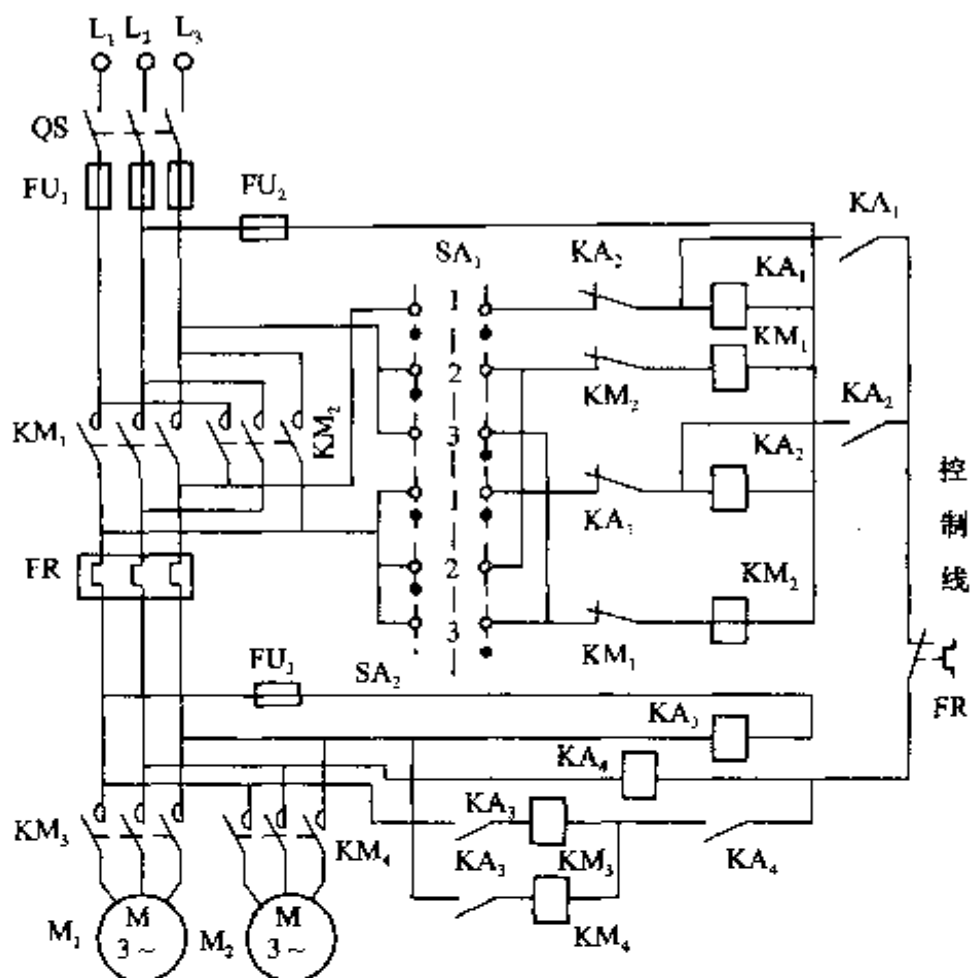 L₁ L₂ L₃
QS
FU₁
FU₂
KA₁
SA₁
KA₂
KA₁
1
KM₁
2
KM₂
KA₂
KM₁
KM₂
3
KA₂
1
KA₁
控
制
线
FR
2
KM₂
3
KM₁
FU₃
SA₂
FR
KA₃
KA₄
KM₃
KA₃
KM₄
KA₃
KM₃
KA₄
KM₄
M₁
M
3～
M₂
M
3～